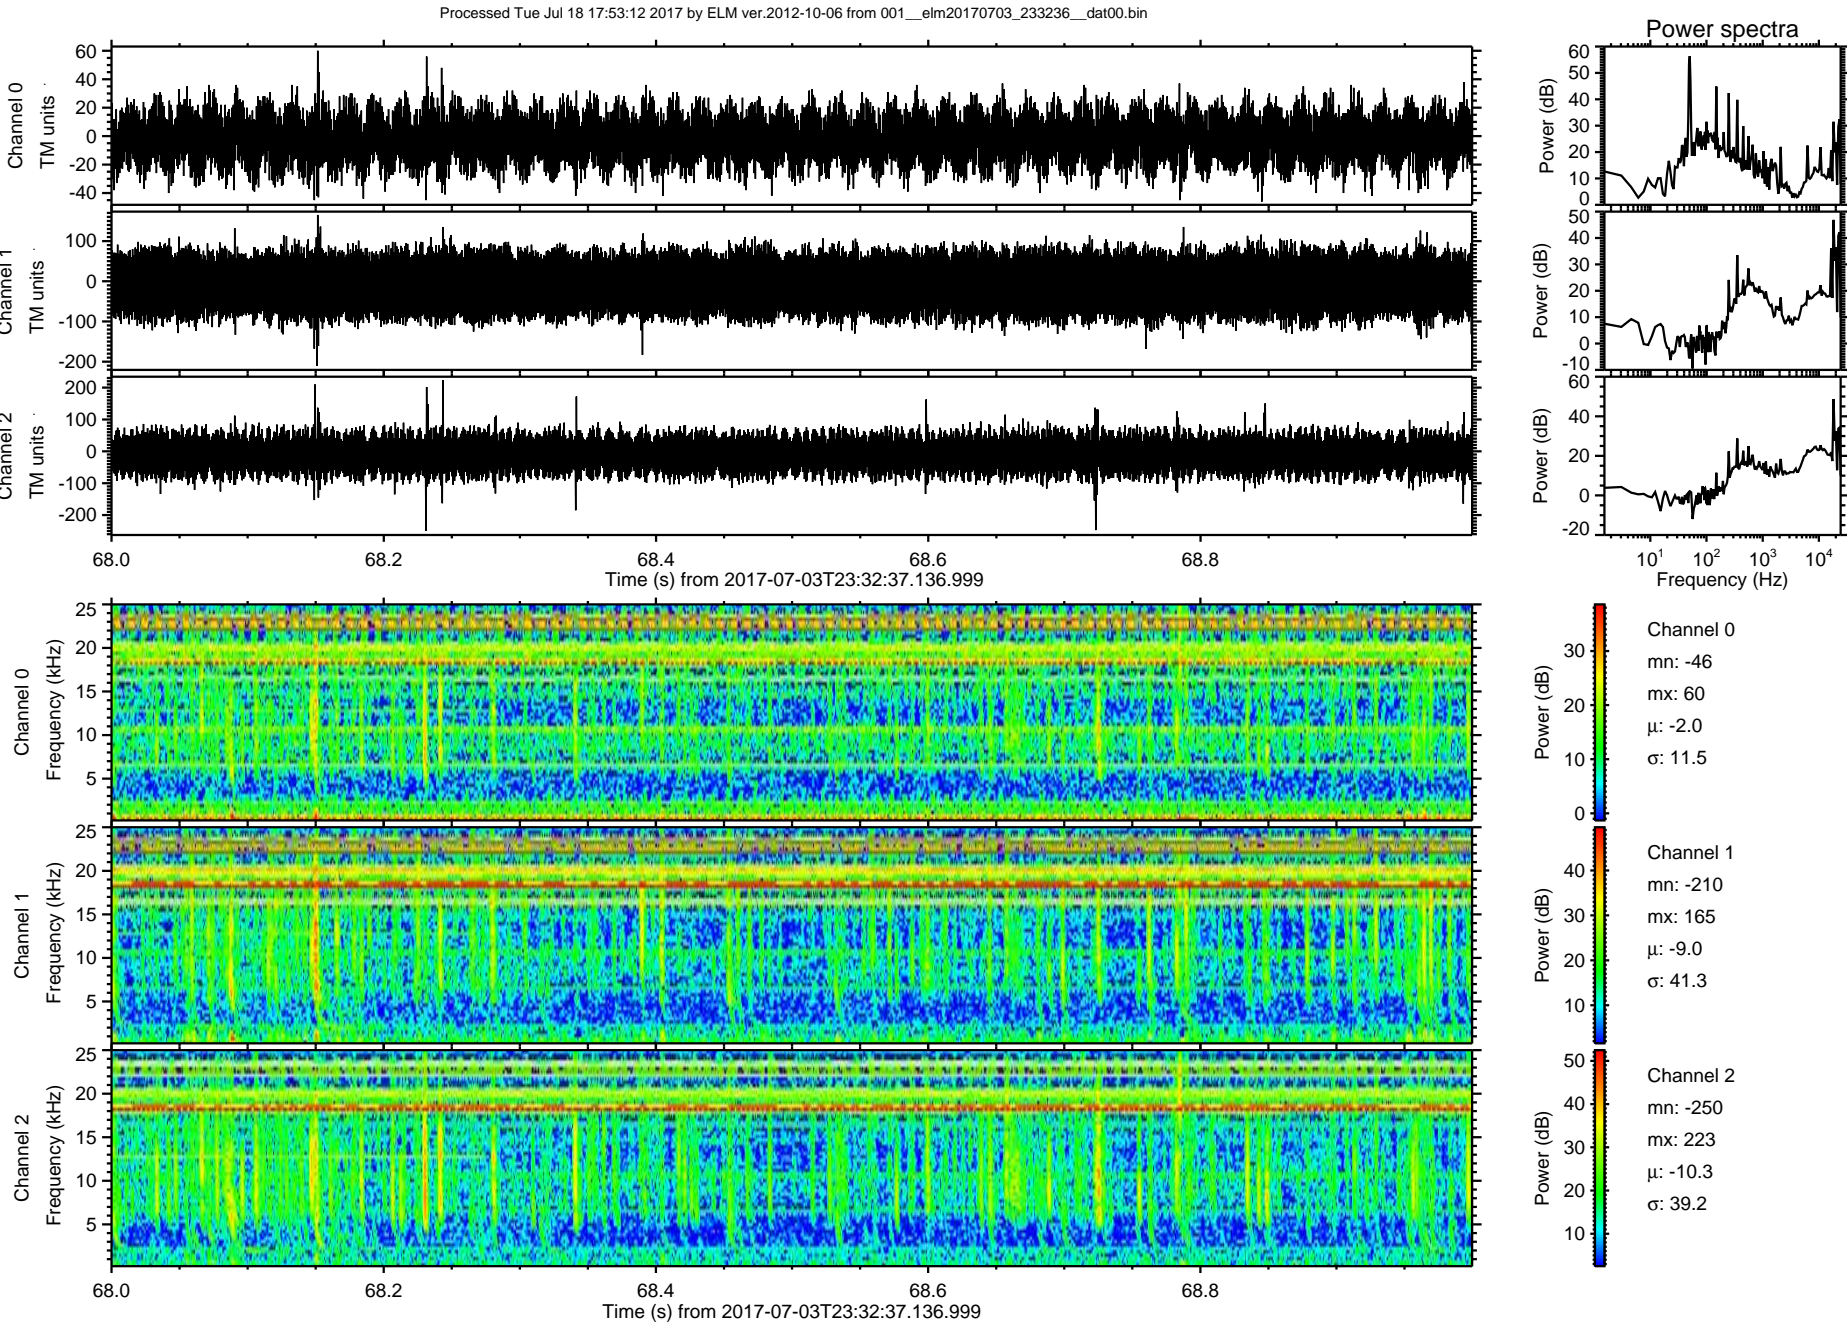 Processed Tue Jul 18 17:53:12 2017 by ELM ver.2012-10-06 from 001__elm20170703_233236__dat00.bin
Power spectra
Channel 0
TM units
60
40
20
0
-20
-40
Power (dB)
60
50
40
30
20
10
0
Channel 1
TM units
100
0
-100
-200
Power (dB)
50
40
30
20
10
0
-10
Channel 2
TM units
200
100
0
-100
-200
Power (dB)
60
40
20
0
-20
68.0 68.2 68.4 68.6 68.8
Time (s) from 2017-07-03T23:32:37.136.999
10¹ 10² 10³ 10⁴
Frequency (Hz)
Channel 0
Frequency (kHz)
25
20
15
10
5
Power (dB)
30
20
10
0
Channel 0
mn: -46
mx: 60
μ: -2.0
σ: 11.5
Channel 1
Frequency (kHz)
25
20
15
10
5
Power (dB)
40
30
20
10
Channel 1
mn: -210
mx: 165
μ: -9.0
σ: 41.3
Channel 2
Frequency (kHz)
25
20
15
10
5
Power (dB)
50
40
30
20
10
Channel 2
mn: -250
mx: 223
μ: -10.3
σ: 39.2
68.0 68.2 68.4 68.6 68.8
Time (s) from 2017-07-03T23:32:37.136.999